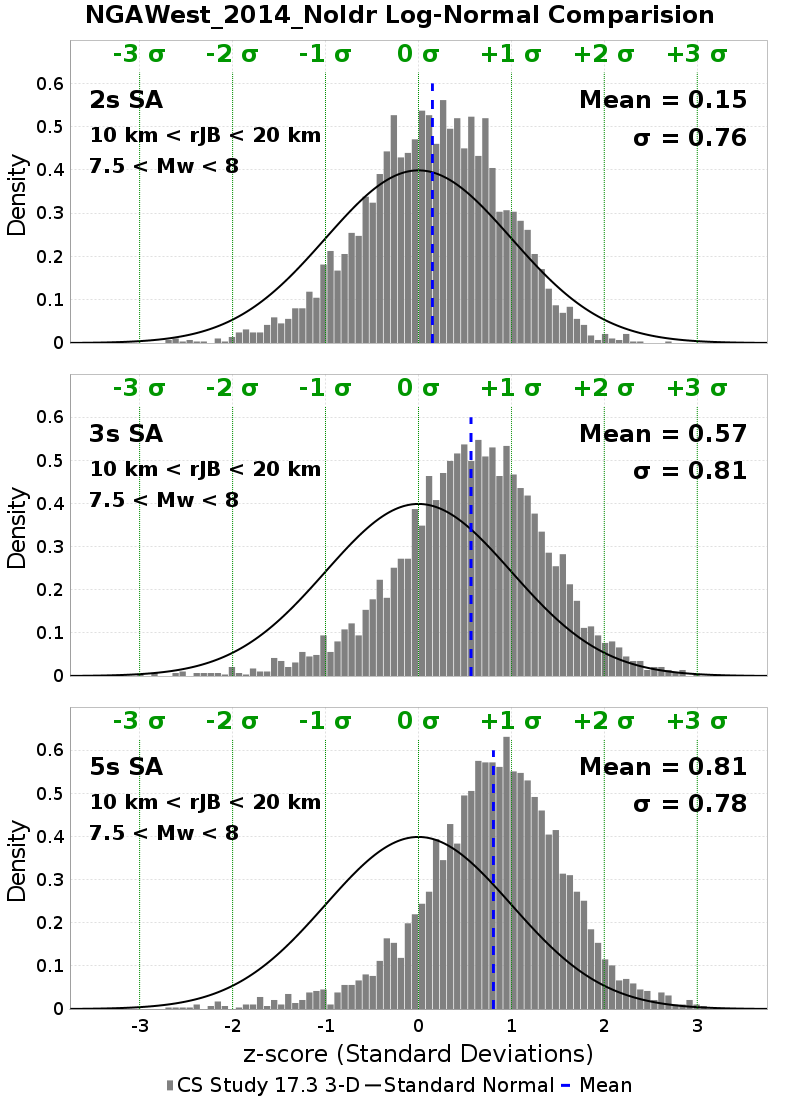 NGAWest_2014_NoIdr Log-Normal Comparision
-3 σ -2 σ -1 σ 0 σ +1 σ +2 σ +3 σ
2s SA
10 km < rJB < 20 km
7.5 < Mw < 8
Mean = 0.15
σ = 0.76
Density
0.6
0.5
0.4
0.3
0.2
0.1
0
-3 σ -2 σ -1 σ 0 σ +1 σ +2 σ +3 σ
3s SA
10 km < rJB < 20 km
7.5 < Mw < 8
Mean = 0.57
σ = 0.81
Density
0.6
0.5
0.4
0.3
0.2
0.1
0
-3 σ -2 σ -1 σ 0 σ +1 σ +2 σ +3 σ
5s SA
10 km < rJB < 20 km
7.5 < Mw < 8
Mean = 0.81
σ = 0.78
Density
0.6
0.5
0.4
0.3
0.2
0.1
0
-3 -2 -1 0 1 2 3
z-score (Standard Deviations)
CS Study 17.3 3-D Standard Normal Mean